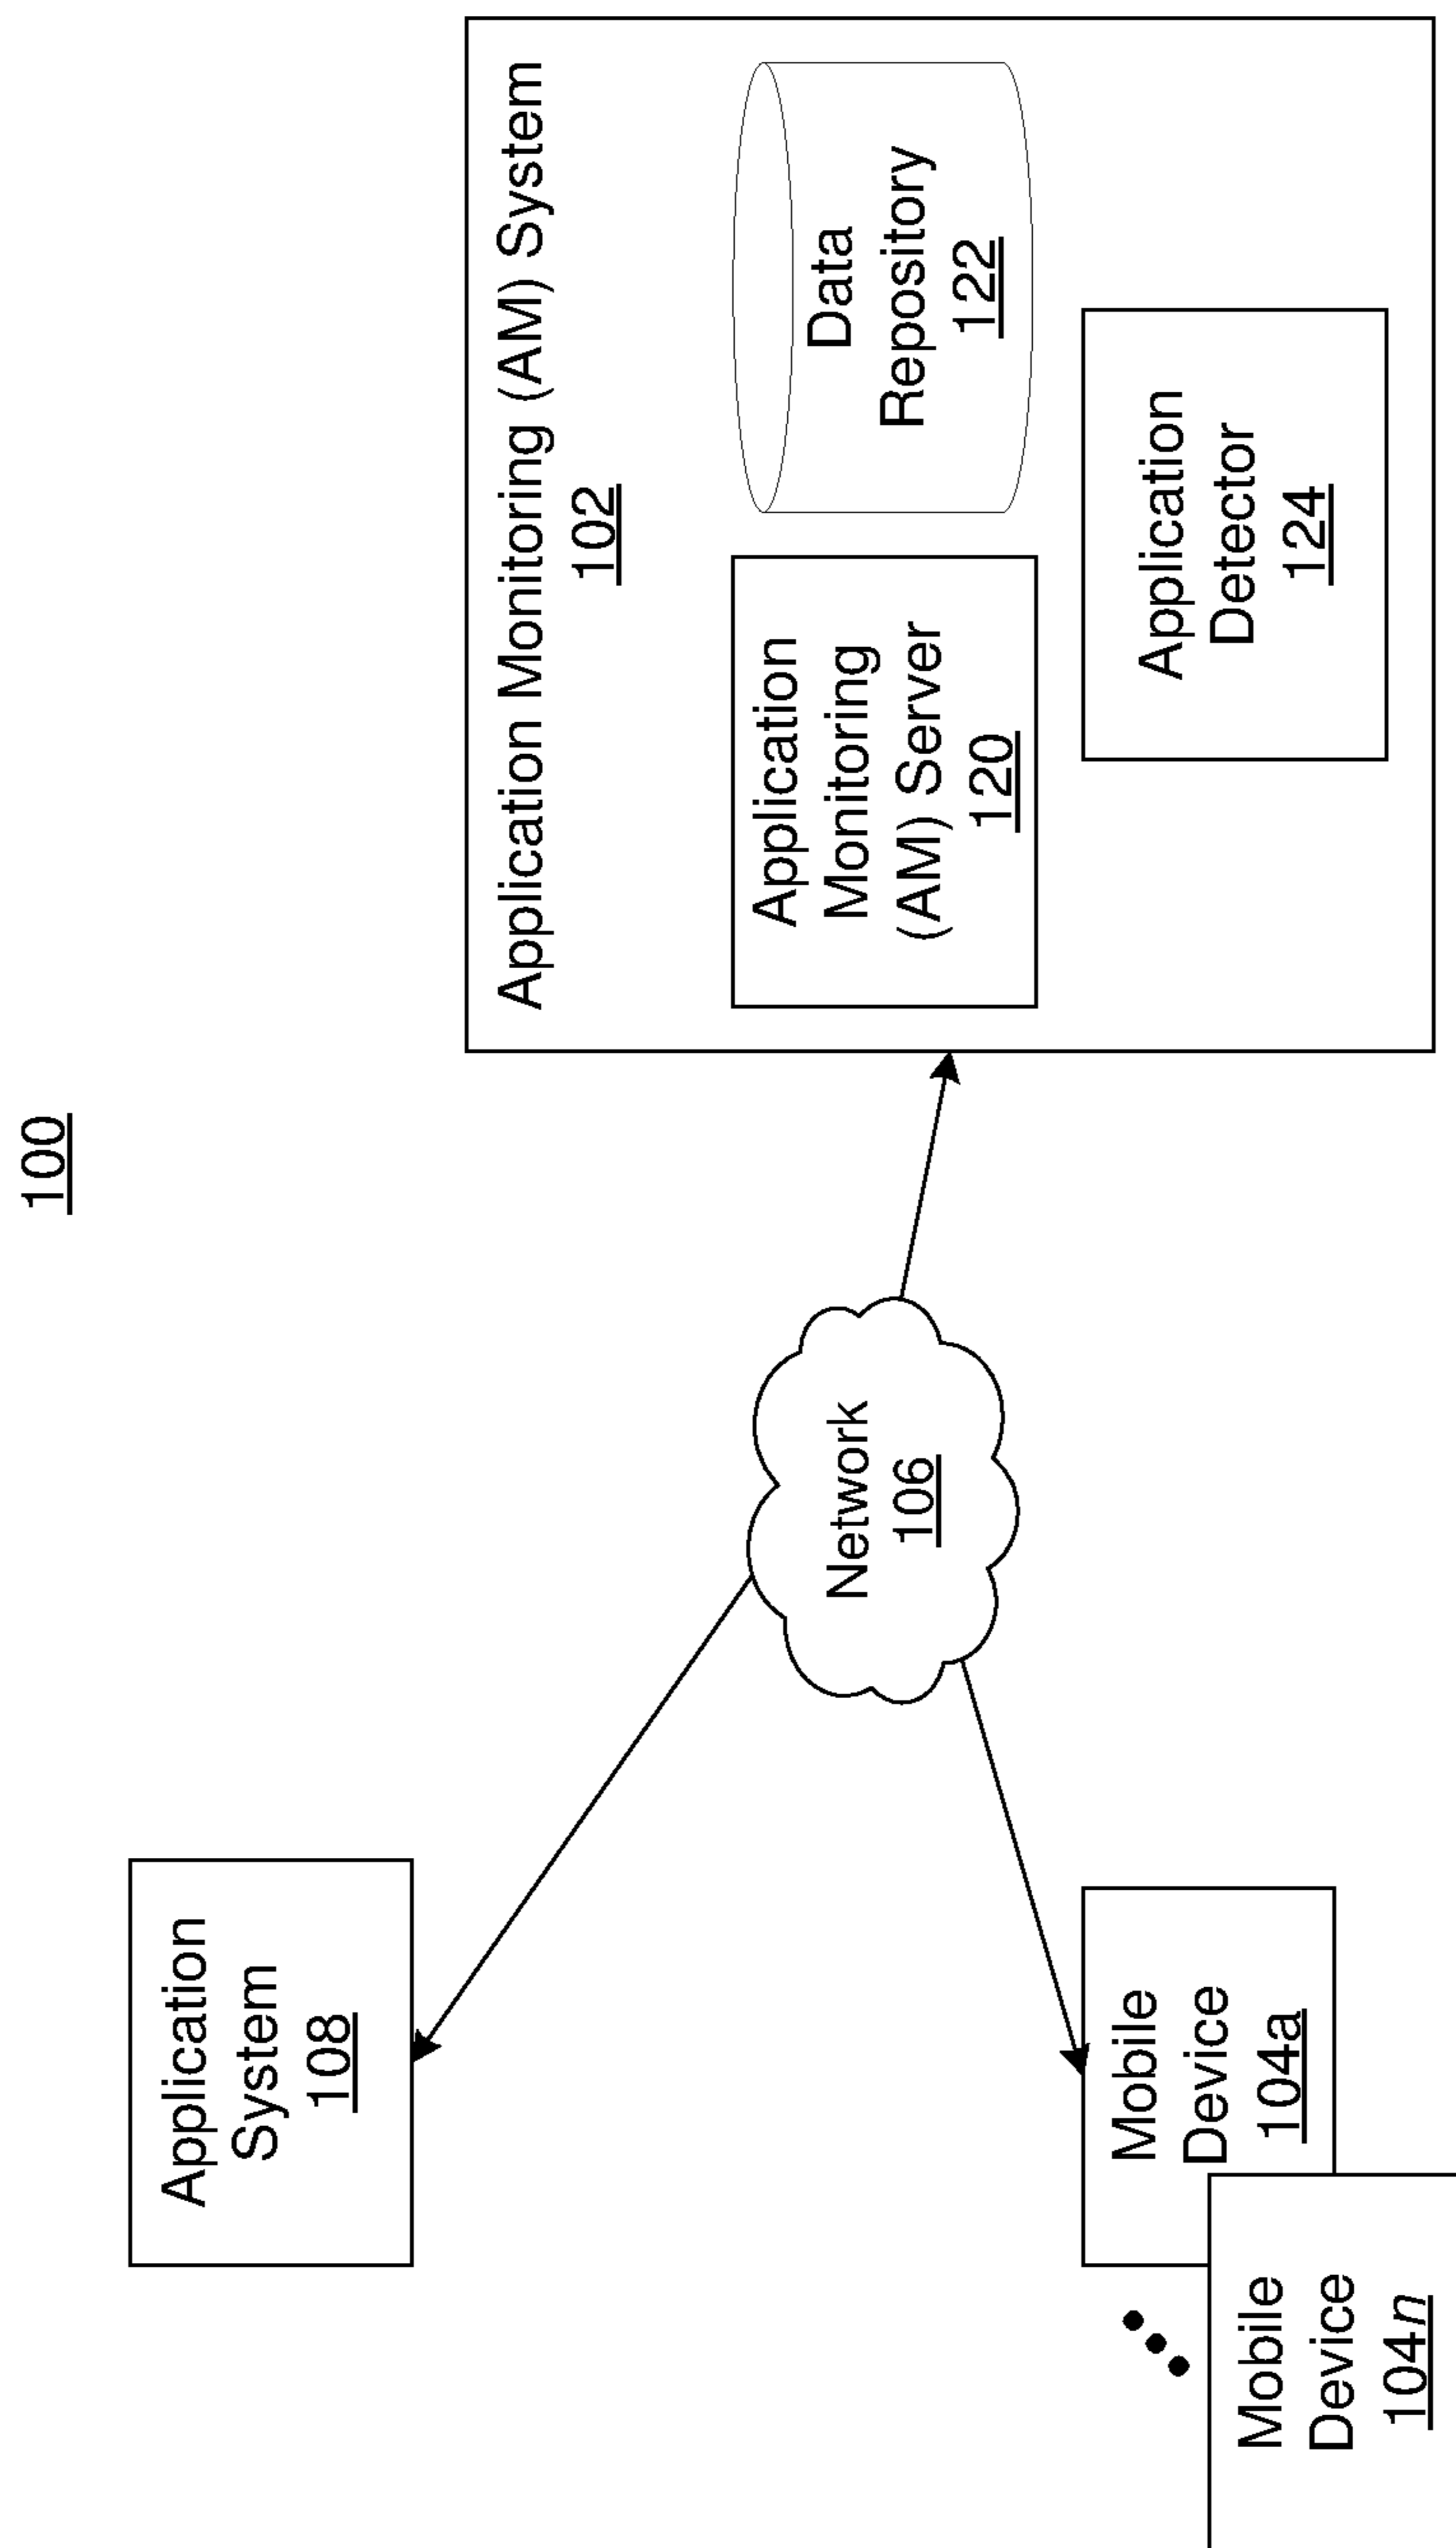 100
Application
System
108
Mobile
Device
104a
Mobile
Device
104n
Network
106
Application Monitoring (AM) System
102
Application
Monitoring
(AM) Server
120
Data
Repository
122
Application
Detector
124